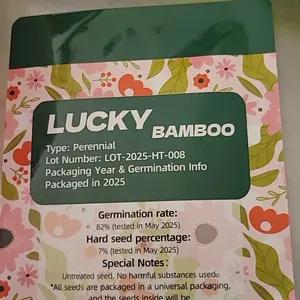 LUCKY BAMBOO
Type: Perennial
Lot Number: LOT-2025-HT-008
Packaging Year & Germination Info
Packaged in 2025
Germination rate:
82% (tested in May 2025)
Hard seed percentage:
7% (tested in May 2025)
Special Notes:
Untreated seed. No harmful substances used。
*All seeds are packaged in a universal packaging,
and the seeds inside will be